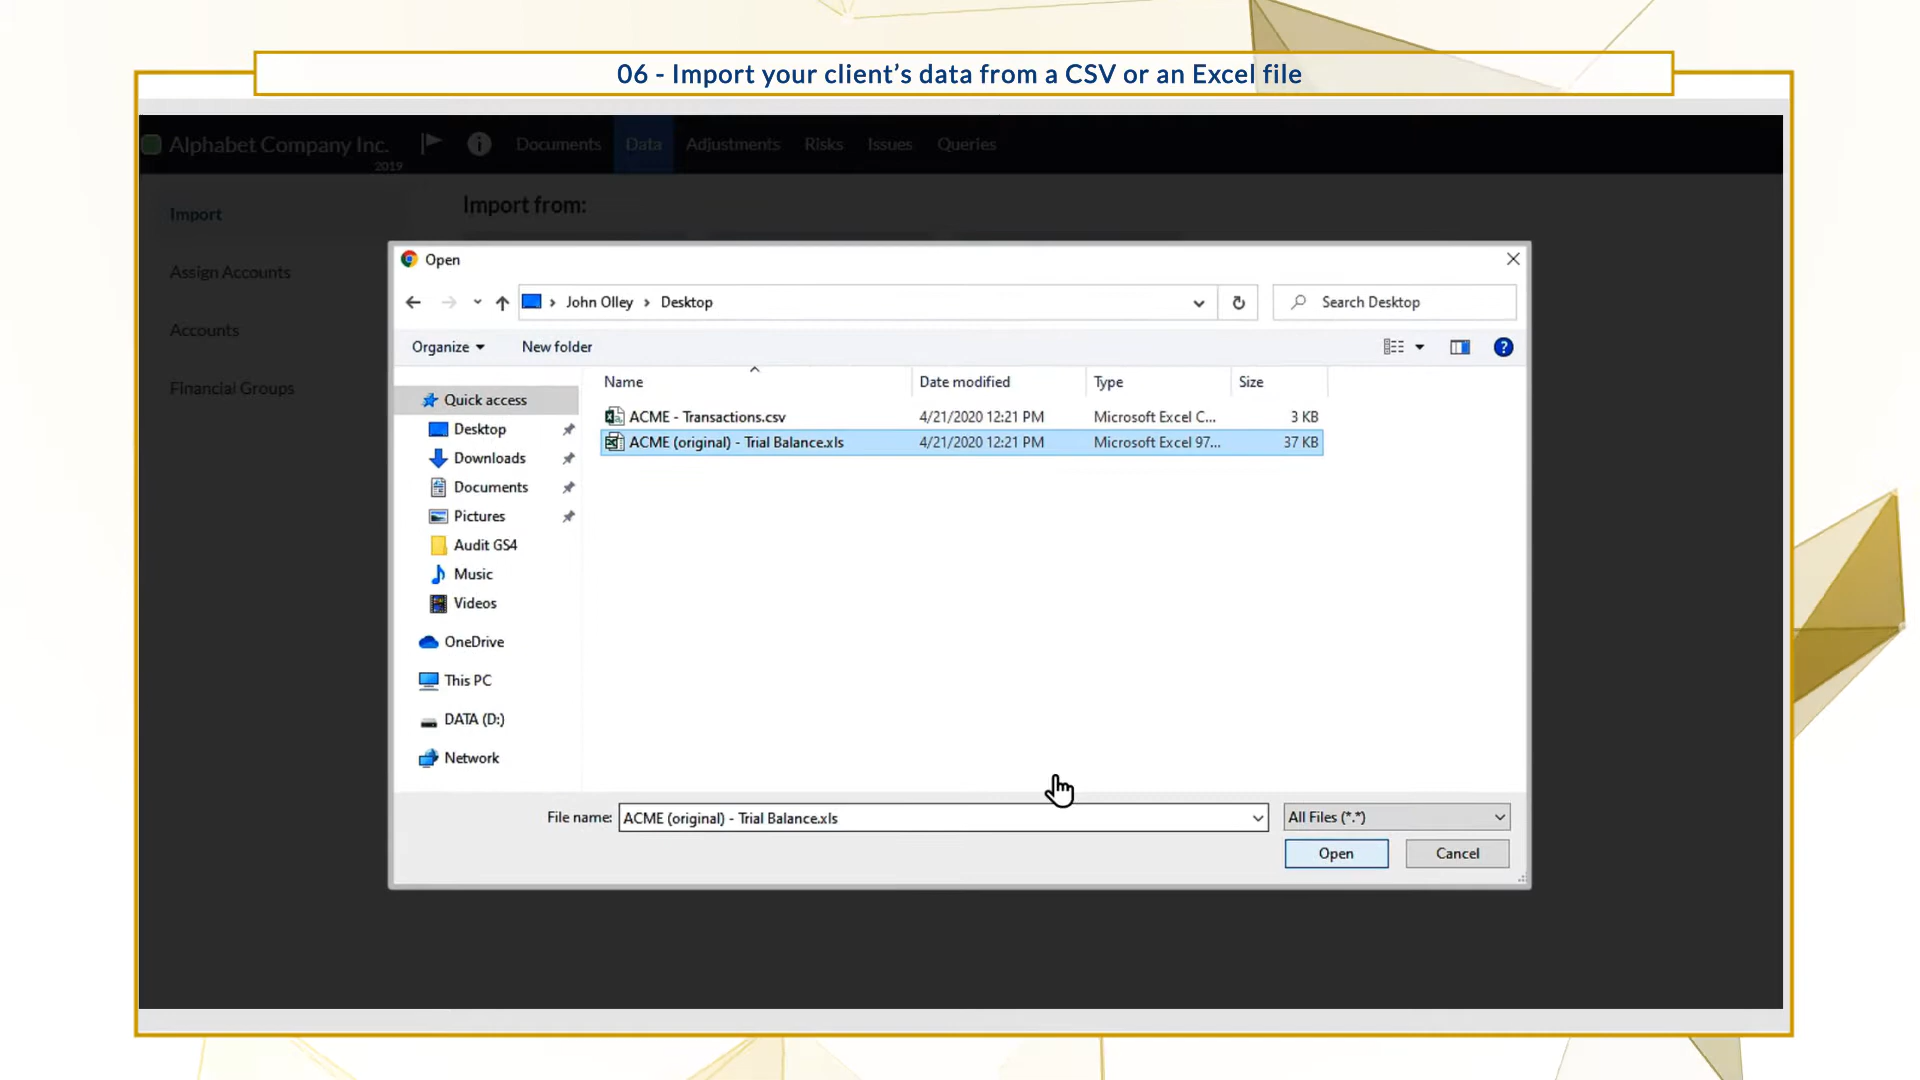 06 - Import your client’s data from a CSV or an Excel file
Alphabet Company Inc.
2019
Documents
Data
Adjustments
Risks
Issues
Queries
Import
Import from:
Assign Accounts
Accounts
Financial Groups
Open
John Olley
Desktop
Search Desktop
Organize
New folder
Name
Date modified
Type
Size
ACME - Transactions.csv 4/21/2020 12:21 PM Microsoft Excel C... 3 KB
ACME (original) - Trial Balance.xls 4/21/2020 12:21 PM Microsoft Excel 97... 37 KB
Quick access
Desktop
Downloads
Documents
Pictures
Audit GS4
Music
Videos
OneDrive
This PC
DATA (D:)
Network
File name: ACME (original) - Trial Balance.xls
All Files (*.*)
Open
Cancel